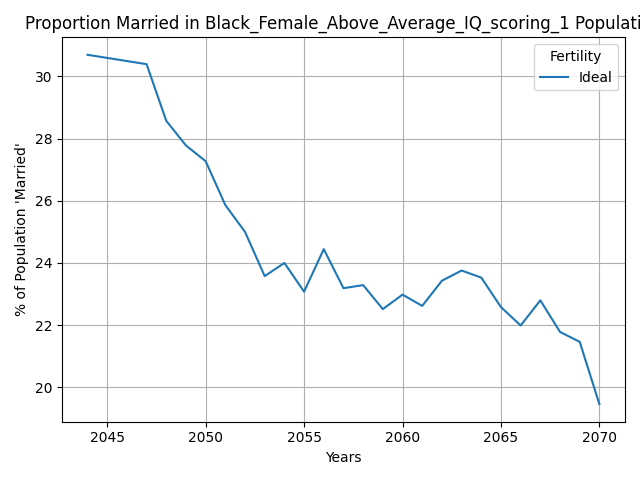 Proportion Married in Black_Female_Above_Average_IQ_scoring_1 Populati
% of Population 'Married'
30
28
26
24
22
20
Fertility
Ideal
2045 2050 2055 2060 2065 2070
Years